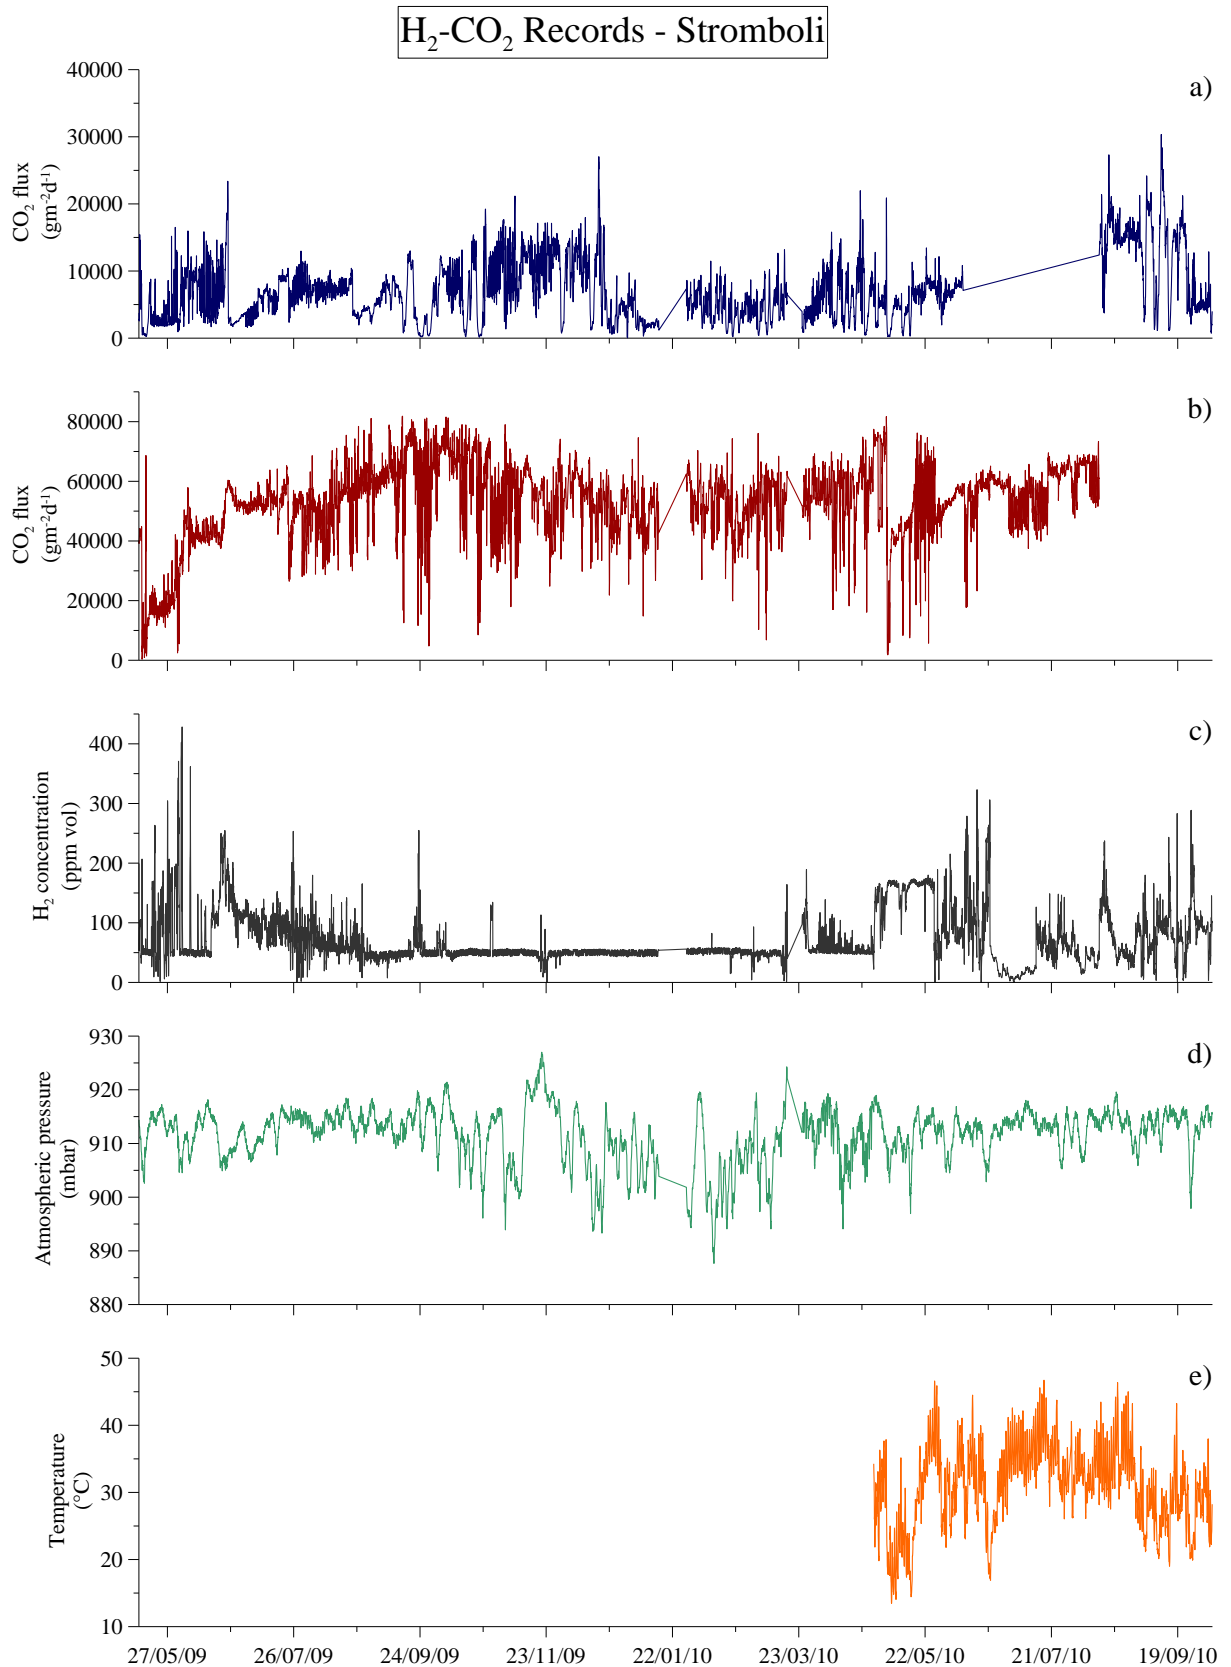 H₂-CO₂ Records - Stromboli
a)
CO₂ flux
(gm⁻²d⁻¹)
40000
30000
20000
10000
0
b)
CO₂ flux
(gm⁻²d⁻¹)
80000
60000
40000
20000
0
c)
H₂ concentration
(ppm vol)
400
300
200
100
0
d)
Atmospheric pressure
(mbar)
930
920
910
900
890
880
e)
Temperature
(°C)
50
40
30
20
10
27/05/09 26/07/09 24/09/09 23/11/09 22/01/10 23/03/10 22/05/10 21/07/10 19/09/10